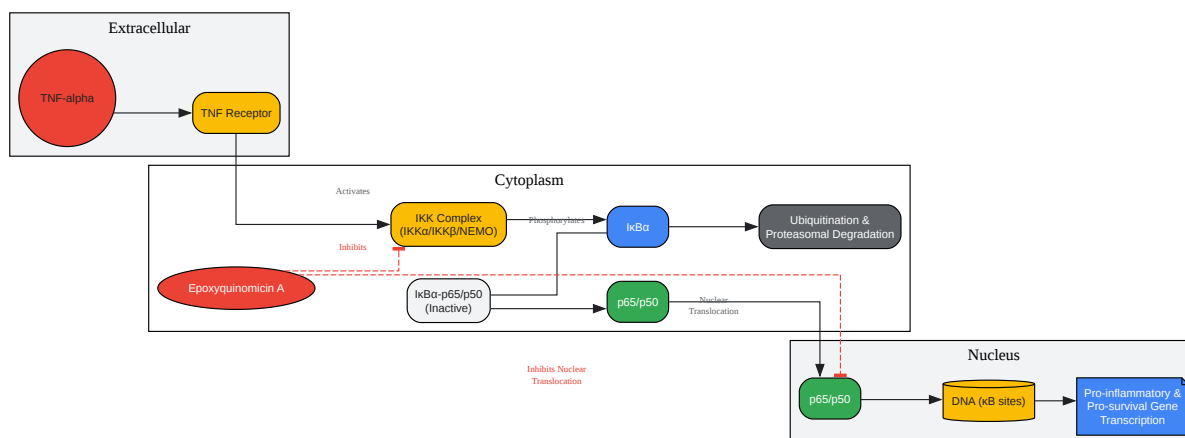 Extracellular
TNF-alpha
TNF Receptor
Cytoplasm
Activates
IKK Complex
(IKKα/IKKβ/NEMO)
Phosphorylates
IκBα
Ubiquitination &
Proteasomal Degradation
Inhibits
Epoxyquinomicin A
IκBα-p65/p50
(Inactive)
p65/p50
Nuclear
Translocation
Inhibits Nuclear
Translocation
Nucleus
p65/p50
DNA (κB sites)
Pro-inflammatory &
Pro-survival Gene
Transcription